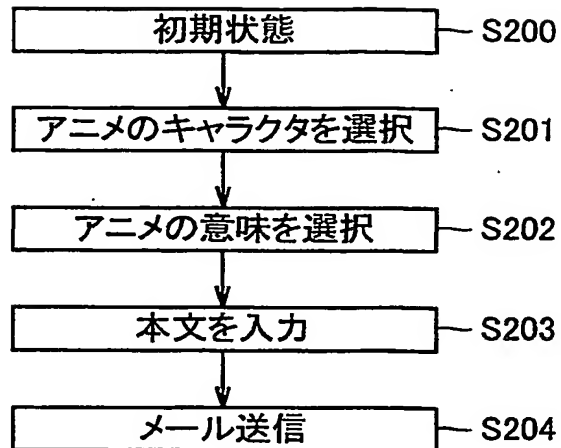 初期状態 S200
アニメのキャラクタを選択 S201
アニメの意味を選択 S202
本文を入力 S203
メール送信 S204